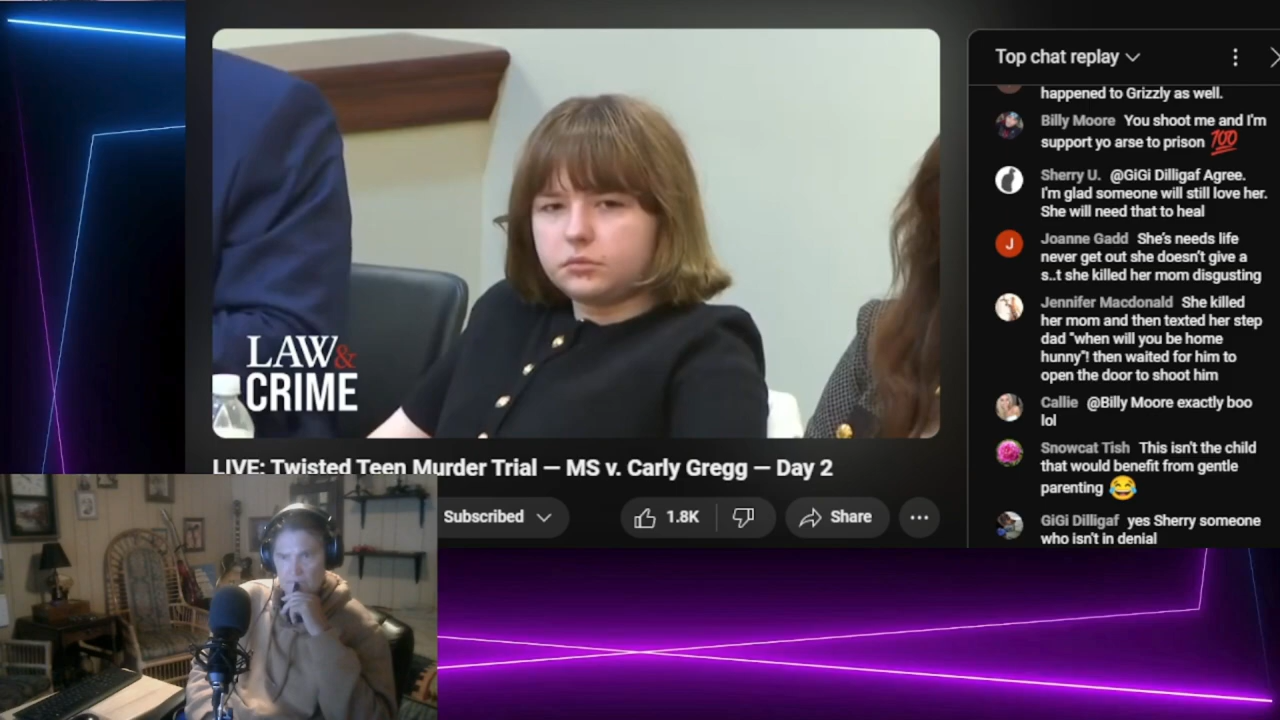 LAW&
CRIME
LIVE: Twisted Teen Murder Trial — MS v. Carly Gregg — Day 2
Subscribed
1.8K
Share
Top chat replay
happened to Grizzly as well.
Billy Moore You shoot me and I'm
support yo arse to prison 💯
Sherry U. @GiGi Dilligaf Agree.
I'm glad someone will still love her.
She will need that to heal
J
Joanne Gadd She's needs life
never get out she doesn't give a
s..t she killed her mom disgusting
Jennifer Macdonald She killed
her mom and then texted her step
dad "when will you be home
hunny"! then waited for him to
open the door to shoot him
Callie @Billy Moore exactly boo
lol
Snowcat Tish This isn't the child
that would benefit from gentle
parenting 😂
GiGi Dilligaf yes Sherry someone
who isn't in denial